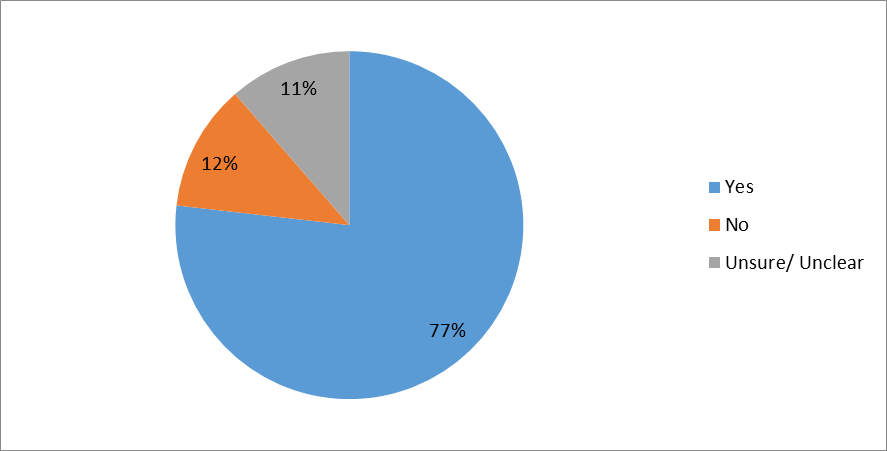 11%
12%
77%
Yes
No
Unsure/ Unclear